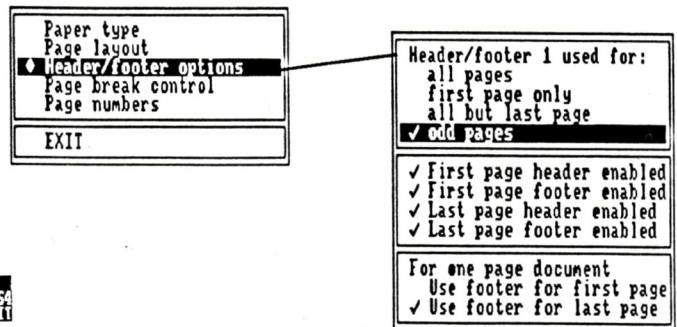 Paper type
Page layout
Header/footer options
Page break control
Page numbers
EXIT
Header/footer 1 used for:
all pages
first page only
all but last page
✓ odd pages
✓ First page header enabled
✓ First page footer enabled
✓ Last page header enabled
✓ Last page footer enabled
For one page document
Use footer for first page
✓ Use footer for last page